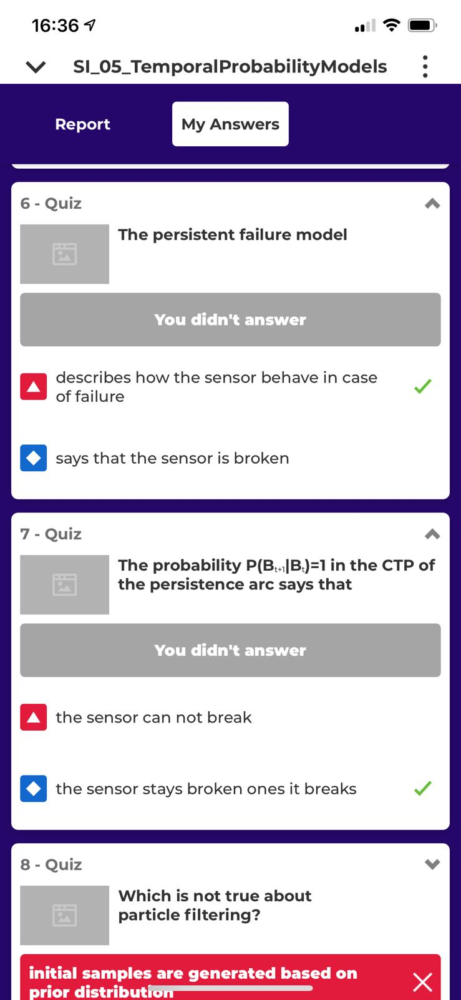 16:36
SI_05_TemporalProbabilityModels
Report
My Answers
6 - Quiz
The persistent failure model
You didn't answer
describes how the sensor behave in case
of failure
says that the sensor is broken
7 - Quiz
The probability P(Bₜ₊₁|Bₜ)=1 in the CTP of
the persistence arc says that
You didn't answer
the sensor can not break
the sensor stays broken ones it breaks
8 - Quiz
Which is not true about
particle filtering?
initial samples are generated based on
prior distribution